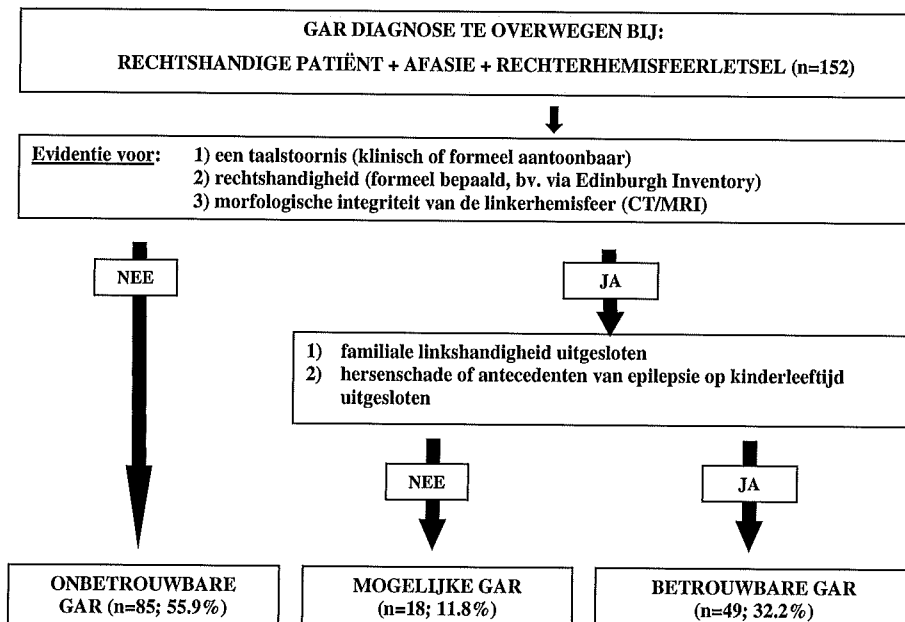 GAR DIAGNOSE TE OVERWEGEN BIJ:
RECHTSHANDIGE PATIËNT + AFASIE + RECHTERHEMISFEERLETSEL (n=152)
Evidentie voor: 1) een taalstoornis (klinisch of formeel aantoonbaar)
2) rechtshandigheid (formeel bepaald, bv. via Edinburgh Inventory)
3) morfologische integriteit van de linkerhemisfeer (CT/MRI)
NEE
JA
1) familiale linkshandigheid uitgesloten
2) hersenschade of antecedenten van epilepsie op kinderleeftijd
uitgesloten
NEE
JA
ONBETROUWBARE
GAR (n=85; 55.9%)
MOGELIJKE GAR
(n=18; 11.8%)
BETROUWBARE GAR
(n=49; 32.2%)